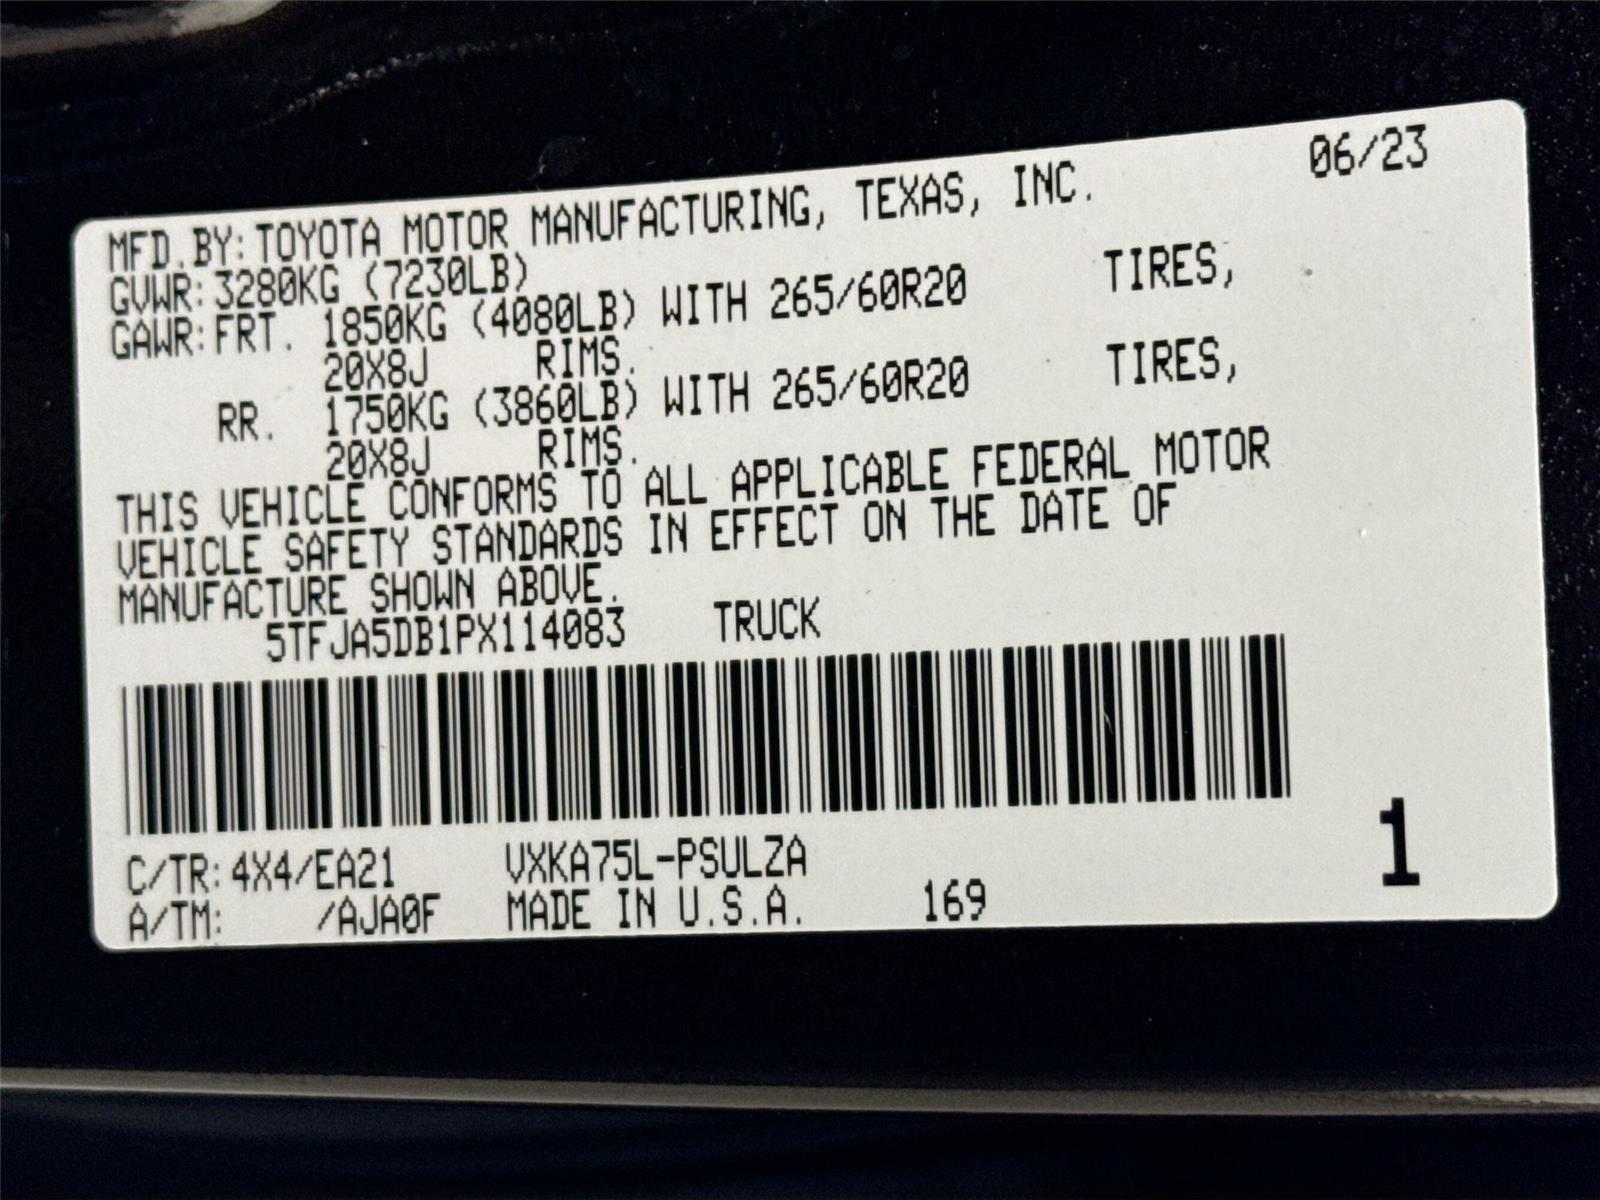 06/23
MFD.BY:TOYOTA MOTOR MANUFACTURING, TEXAS, INC.
GVWR:3280KG (7230LB)
GAWR:FRT. 1850KG (4080LB) WITH 265/60R20 TIRES,
20X8J RIMS.
RR. 1750KG (3860LB) WITH 265/60R20 TIRES,
20X8J RIMS.
THIS VEHICLE CONFORMS TO ALL APPLICABLE FEDERAL MOTOR
VEHICLE SAFETY STANDARDS IN EFFECT ON THE DATE OF
MANUFACTURE SHOWN ABOVE.
5TFJA5DB1PX114083 TRUCK
C/TR:4X4/EA21 VXKA75L-PSULZA
A/TM: /AJA0F MADE IN U.S.A. 169
1